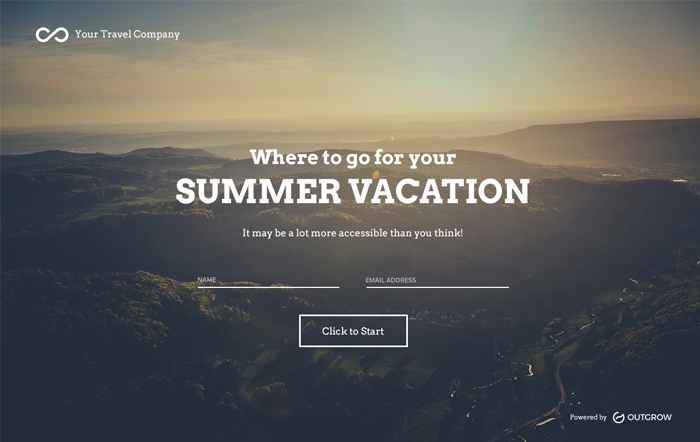 Your Travel Company
Where to go for your
SUMMER VACATION
It may be a lot more accessible than you think!
NAME
EMAIL ADDRESS
Click to Start
Powered by OUTGROW